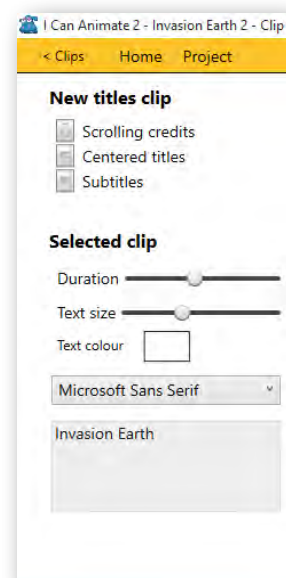 I Can Animate 2 - Invasion Earth 2 - Clip
< Clips Home Project
New titles clip
Scrolling credits
Centered titles
Subtitles
Selected clip
Duration
Text size
Text colour
Microsoft Sans Serif
Invasion Earth